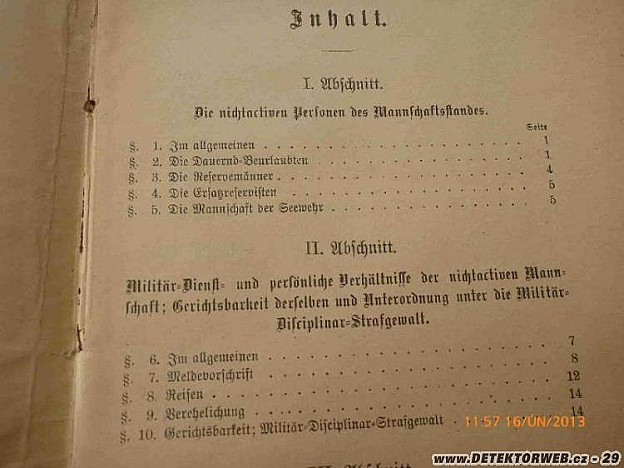 Inhalt.
I. Abschnitt.
Die nichtactiven Personen des Mannschaftsstandes.
Seite
§. 1. Im allgemeinen . . . . . . . . . . 1
§. 2. Die Dauernd-Beurlaubten . . . . . . . . . . 1
§. 3. Die Reservemänner . . . . . . . . . . 4
§. 4. Die Ersatzreservisten . . . . . . . . . . 5
§. 5. Die Mannschaft der Seewehr . . . . . . . . . . 5
II. Abschnitt.
Militär-Dienst- und persönliche Verhältnisse der nichtactiven Mann-
schaft; Gerichtsbarkeit derselben und Unterordnung unter die Militär-
Disciplinar-Strafgewalt.
§. 6. Im allgemeinen . . . . . . . . . . 7
§. 7. Meldevorschrift . . . . . . . . . . 8
§. 8. Reisen . . . . . . . . . . 12
§. 9. Verehelichung . . . . . . . . . . 14
§. 10. Gerichtsbarkeit; Militär-Disciplinar-Strafgewalt . . . . 14
11:57 16/ÚN/2013
Abschnitt
www.DETEKTORWEB.cz - 29